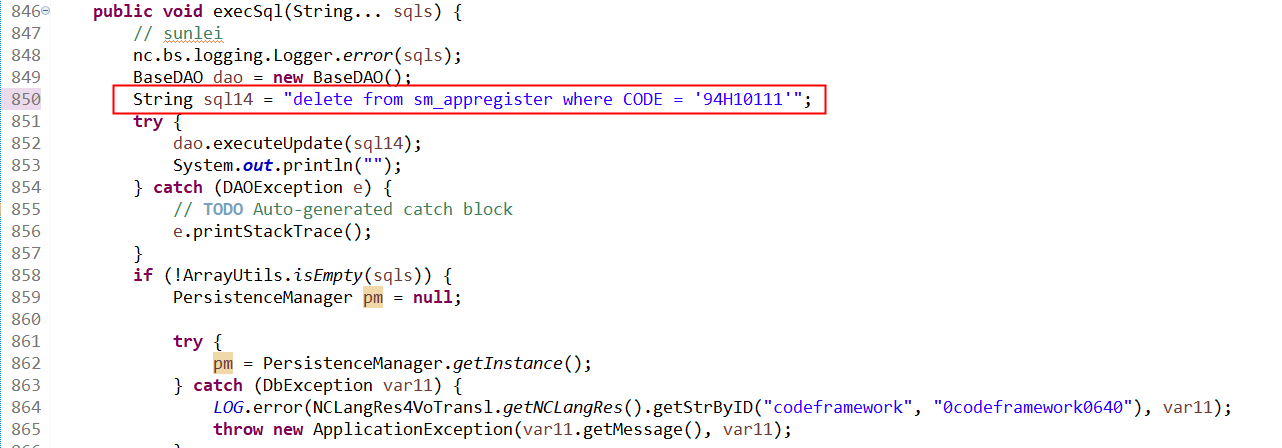 846 public void execSql(String... sqls) {
847 // sunlei
848 nc.bs.logging.Logger.error(sqls);
849 BaseDAO dao = new BaseDAO();
850 String sql14 = "delete from sm_appregister where CODE = '94H10111'";
851 try {
852 dao.executeUpdate(sql14);
853 System.out.println("");
854 } catch (DAOException e) {
855 // TODO Auto-generated catch block
856 e.printStackTrace();
857 }
858 if (!ArrayUtils.isEmpty(sqls)) {
859 PersistenceManager pm = null;
860
861 try {
862 pm = PersistenceManager.getInstance();
863 } catch (DbException var11) {
864 LOG.error(NCLangRes4VoTransl.getNCLangRes().getStrByID("codeframework", "0codeframework0640"), var11);
865 throw new ApplicationException(var11.getMessage(), var11);